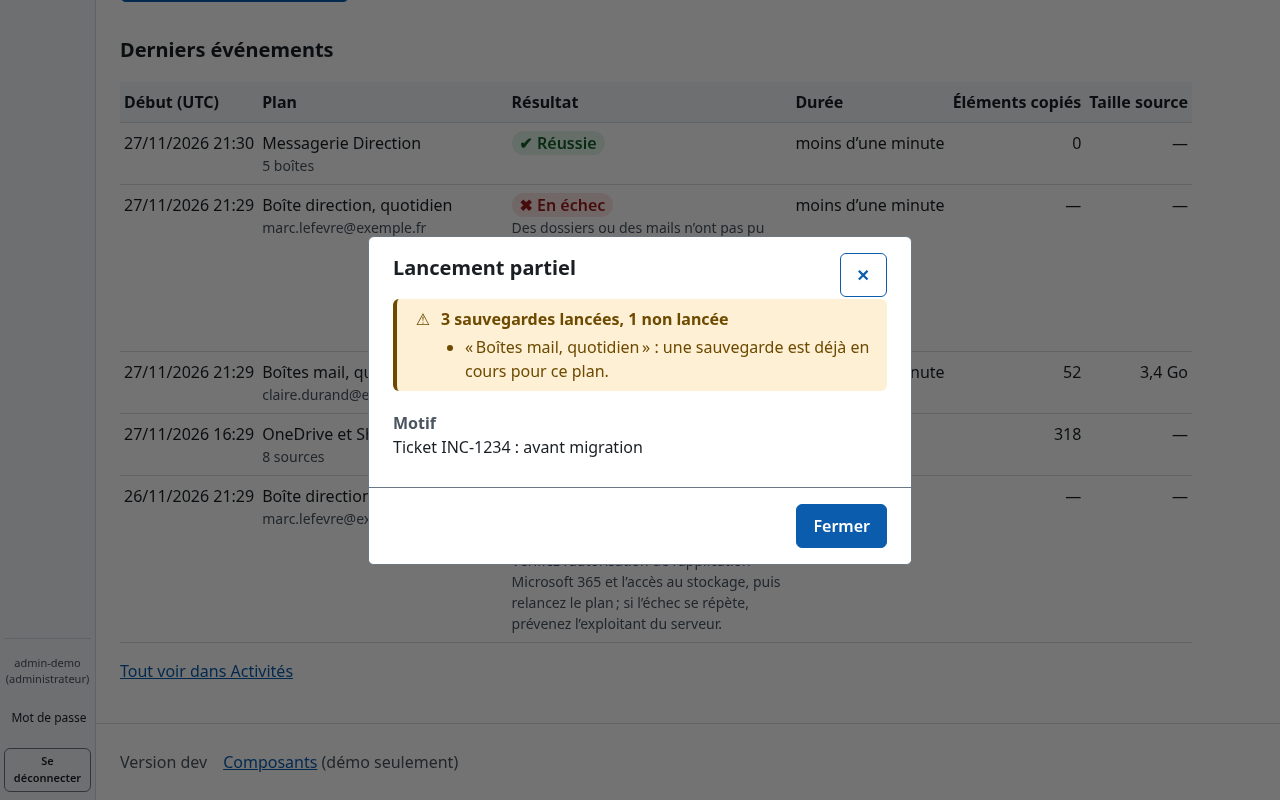 Derniers événements
Début (UTC) Plan Résultat Durée Éléments copiés Taille source
27/11/2026 21:30 Messagerie Direction ✔ Réussie moins d’une minute 0 —
5 boîtes
27/11/2026 21:29 Boîte direction, quotidien ✖ En échec moins d’une minute — —
marc.lefevre@exemple.fr Des dossiers ou des mails n’ont pas pu
Lancement partiel ×
⚠ 3 sauvegardes lancées, 1 non lancée
• « Boîtes mail, quotidien » : une sauvegarde est déjà en
cours pour ce plan.
Motif
Ticket INC-1234 : avant migration
Fermer
27/11/2026 21:29 Boîtes mail, 52 3,4 Go
27/11/2026 16:29 OneDrive et 318 —
8 sources
26/11/2026 21:29 Boîte direction — —
Microsoft 365 et l’accès au stockage, puis
relancez le plan ; si l’échec se répète,
prévenez l’exploitant du serveur.
Tout voir dans Activités
admin-demo
(administrateur)
Mot de passe
Se
déconnecter
Version dev Composants (démo seulement)